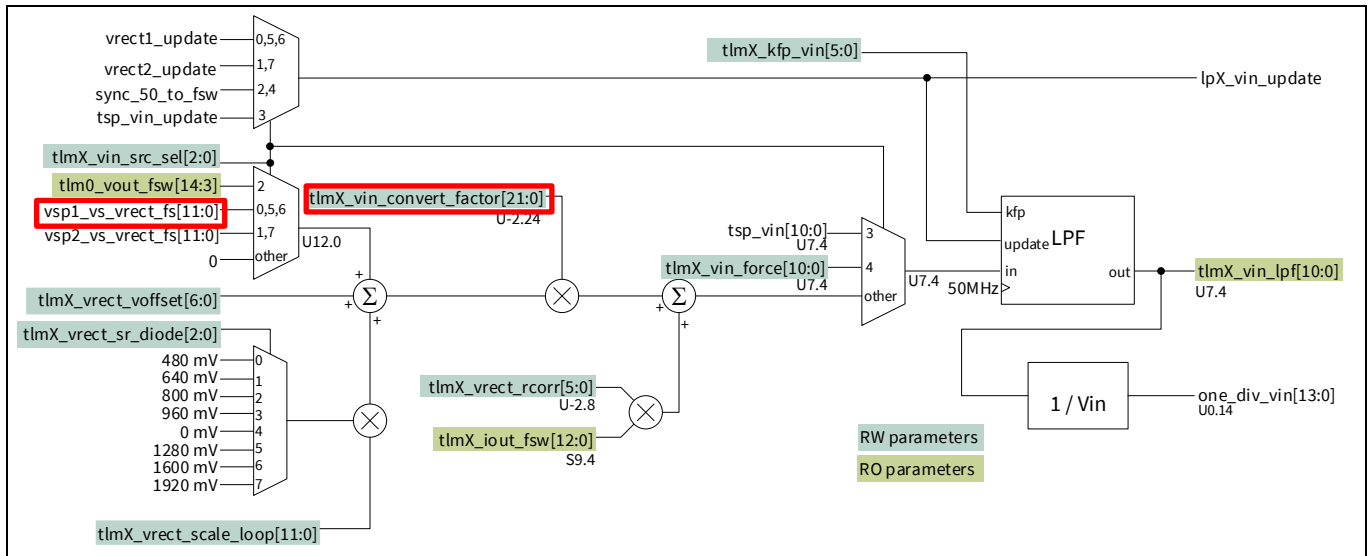 vrect1_update
0,5,6
tlmX_kfp_vin[5:0]
vrect2_update
1,7
lpX_vin_update
sync_50_to_fsw
2,4
tsp_vin_update
3
tlmX_vin_src_sel[2:0]
tlm0_vout_fsw[14:3]
2
tlmX_vin_convert_factor[21:0]
U-2.24
vsp1_vs_vrect_fs[11:0]
0,5,6
kfp
vsp2_vs_vrect_fs[11:0]
1,7
U12.0
tsp_vin[10:0]
U7.4
3
update
LPF
0
other
tlmX_vin_force[10:0]
U7.4
4
U7.4
in
out
tlmX_vin_lpf[10:0]
U7.4
50MHz
+
tlmX_vrect_voffset[6:0]
+
Σ
+
×
+
Σ
+
other
tlmX_vrect_sr_diode[2:0]
480 mV
0
640 mV
1
800 mV
2
960 mV
3
0 mV
4
1280 mV
5
1600 mV
6
1920 mV
7
×
tlmX_vrect_rcorr[5:0]
U-2.8
×
tlmX_iout_fsw[12:0]
S9.4
1 / Vin
one_div_vin[13:0]
U0.14
RW parameters
RO parameters
tlmX_vrect_scale_loop[11:0]